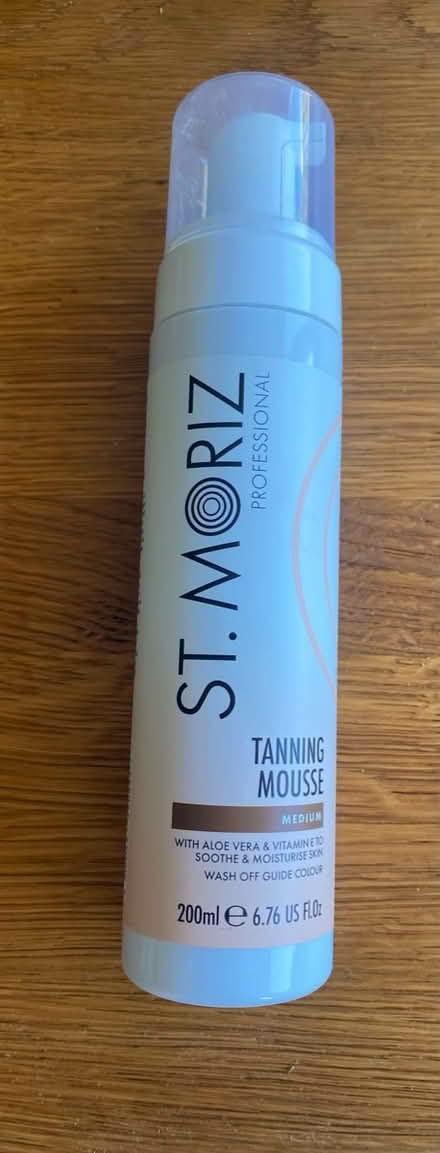 ST. MORIZ
PROFESSIONAL
TANNING
MOUSSE
MEDIUM
WITH ALOE VERA & VITAMIN E TO
SOOTHE & MOISTURISE SKIN
WASH OFF GUIDE COLOUR
200ml e 6.76 US Fl.Oz